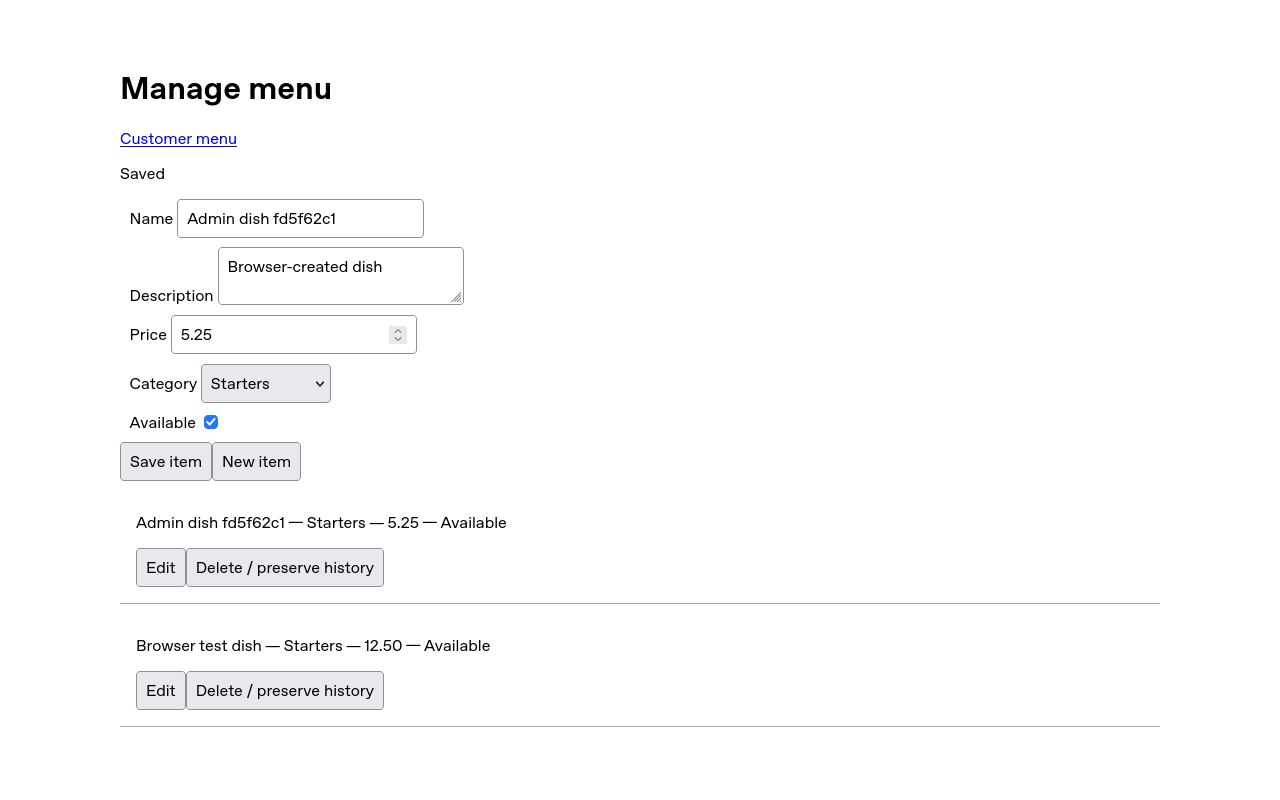 Manage menu
Customer menu
Saved
Name Admin dish fd5f62c1
Description Browser-created dish
Price 5.25
Category Starters
Available
Save item New item
Admin dish fd5f62c1 — Starters — 5.25 — Available
Edit Delete / preserve history
Browser test dish — Starters — 12.50 — Available
Edit Delete / preserve history